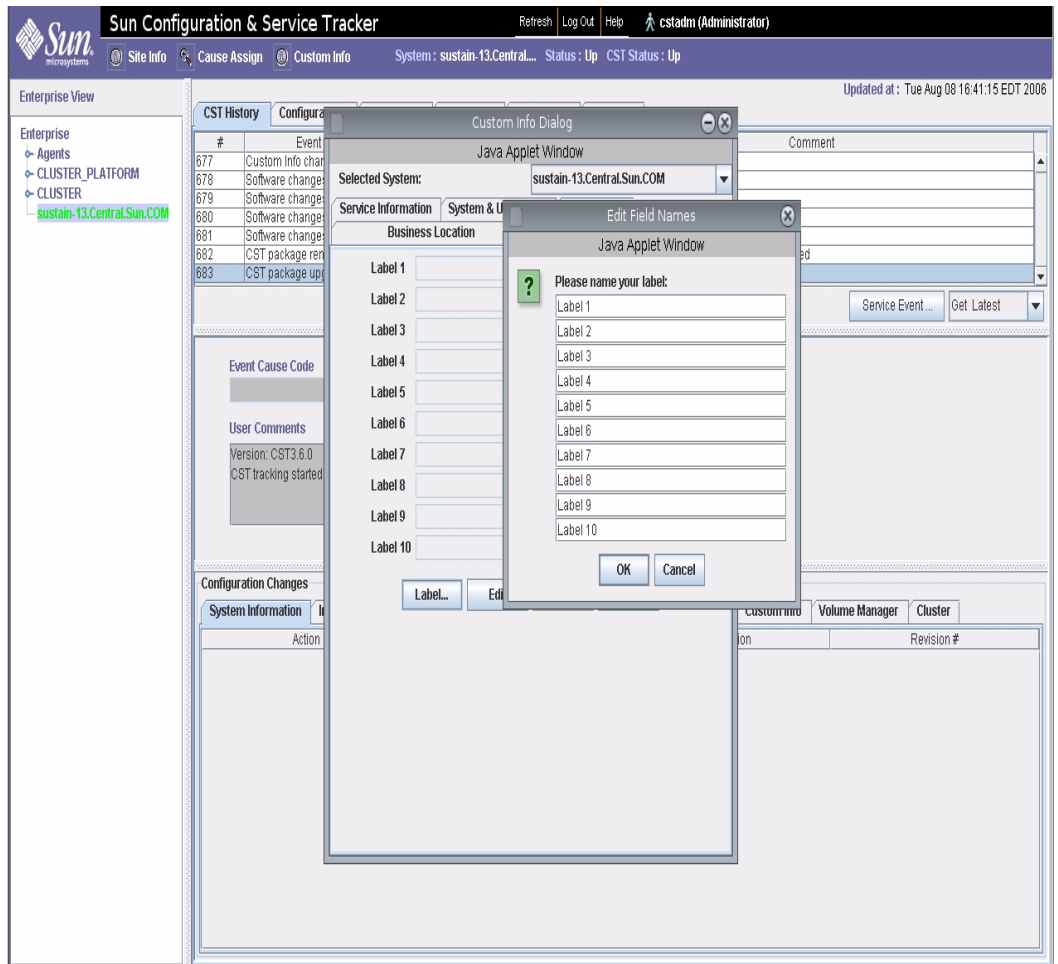 Sun Configuration & Service Tracker
Refresh Log Out Help cstadm (Administrator)
Sun
microsystems
Site Info Cause Assign Custom Info System : sustain-13.Central.... Status : Up CST Status : Up
Enterprise View
Updated at : Tue Aug 08 16:41:15 EDT 2006
Enterprise
Agents
CLUSTER_PLATFORM
CLUSTER
sustain-13.Central.Sun.COM
CST History
# Event Comment
677 Custom Info
678 Software
679 Software
680 Software
681 Software
682 CST package
683 CST package
Service Event ... Get Latest
Event Cause Code
User Comments
Version: CST3.6.0
CST tracking started
Configuration Changes
System Information
Custom Info Volume Manager Cluster
Action Revision #
Custom Info Dialog
Java Applet Window
Selected System: sustain-13.Central.Sun.COM
Service Information System & U
Business Location
Label 1
Label 2
Label 3
Label 4
Label 5
Label 6
Label 7
Label 8
Label 9
Label 10
Label... Edi
Edit Field Names
Java Applet Window
? Please name your label:
Label 1
Label 2
Label 3
Label 4
Label 5
Label 6
Label 7
Label 8
Label 9
Label 10
OK Cancel